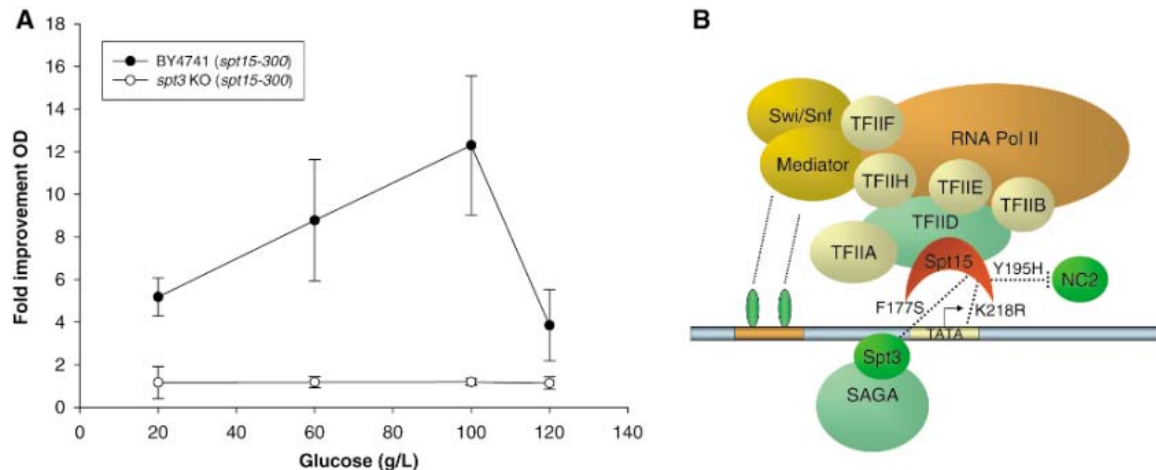 A
18
16
14
12
10
8
6
4
2
0
Fold improvement OD
BY4741 (spt15-300)
spt3 KO (spt15-300)
0 20 40 60 80 100 120 140
Glucose (g/L)
B
Swi/Snf
TFIIF
RNA Pol II
Mediator
TFIIH
TFIIE
TFIIB
TFIID
TFIIA
Spt15
Y195H
NC2
F177S
K218R
TATA
Spt3
SAGA